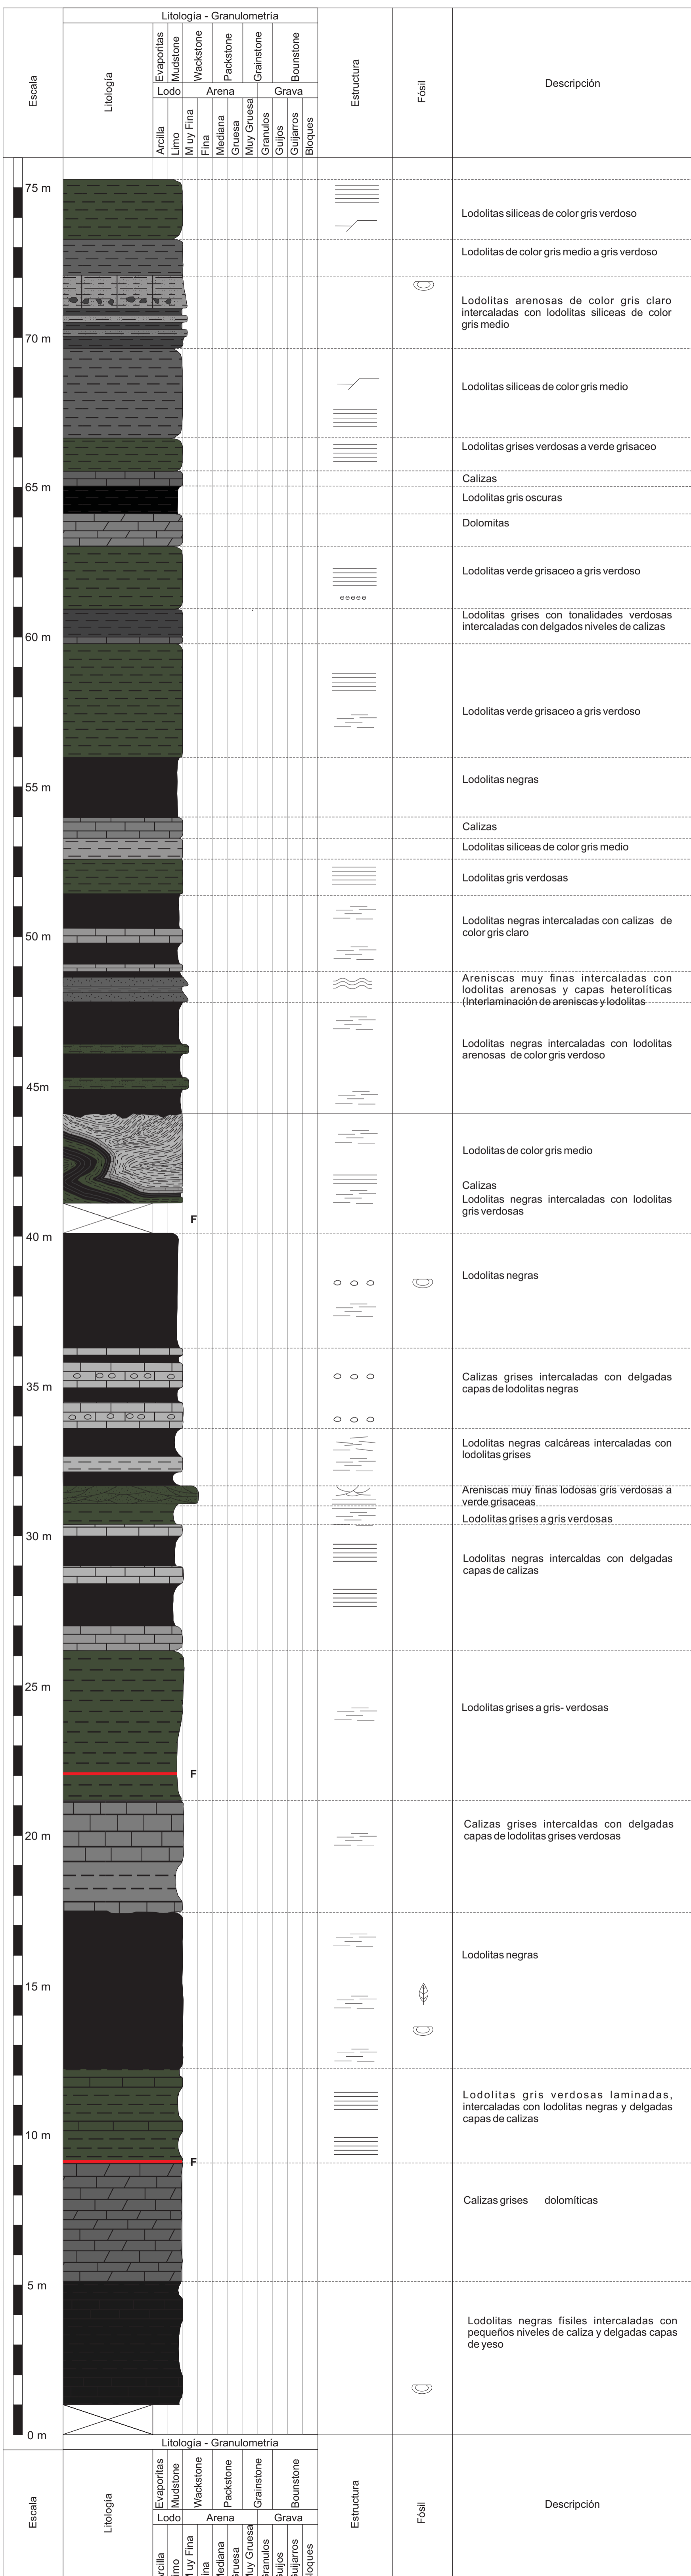 Litología - Granulometría
Escala
Litología
Evaporitas
Mudstone
Wackstone
Packstone
Grainstone
Bounstone
Estructura
Fósil
Descripción
Lodo
Arena
Grava
Arcilla
Limo
M uy Fina
Fina
Mediana
Gruesa
Muy Gruesa
Granulos
Guijos
Guijarros
Bloques
75 m
Lodolitas siliceas de color gris verdoso
Lodolitas de color gris medio a gris verdoso
Lodolitas arenosas de color gris claro
intercaladas con lodolitas siliceas de color
gris medio
70 m
Lodolitas siliceas de color gris medio
Lodolitas grises verdosas a verde grisaceo
Calizas
65 m
Lodolitas gris oscuras
Dolomitas
Lodolitas verde grisaceo a gris verdoso
Lodolitas grises con tonalidades verdosas
intercaladas con delgados niveles de calizas
60 m
Lodolitas verde grisaceo a gris verdoso
Lodolitas negras
55 m
Calizas
Lodolitas siliceas de color gris medio
Lodolitas gris verdosas
Lodolitas negras intercaladas con calizas de
color gris claro
50 m
Areniscas muy finas intercaladas con
lodolitas arenosas y capas heterolíticas
(Interlaminación de areniscas y lodolitas
Lodolitas negras intercaladas con lodolitas
arenosas de color gris verdoso
45m
Lodolitas de color gris medio
Calizas
Lodolitas negras intercaladas con lodolitas
gris verdosas
F
40 m
Lodolitas negras
Calizas grises intercaladas con delgadas
capas de lodolitas negras
35 m
Lodolitas negras calcáreas intercaladas con
lodolitas grises
Areniscas muy finas lodosas gris verdosas a
verde grisaceas
Lodolitas grises a gris verdosas
30 m
Lodolitas negras intercaldas con delgadas
capas de calizas
25 m
Lodolitas grises a gris- verdosas
F
Calizas grises intercaldas con delgadas
capas de lodolitas grises verdosas
20 m
Lodolitas negras
15 m
Lodolitas gris verdosas laminadas,
intercaladas con lodolitas negras y delgadas
capas de calizas
10 m
F
Calizas grises dolomíticas
5 m
Lodolitas negras físiles intercaladas con
pequeños niveles de caliza y delgadas capas
de yeso
0 m
Litología - Granulometría
Escala
Litología
Evaporitas
Mudstone
Wackstone
Packstone
Grainstone
Bounstone
Estructura
Fósil
Descripción
Lodo
Arena
Grava
Arcilla
imo
uy Fina
ina
Mediana
ruesa
uy Gruesa
ranulos
uijos
uijarros
loques